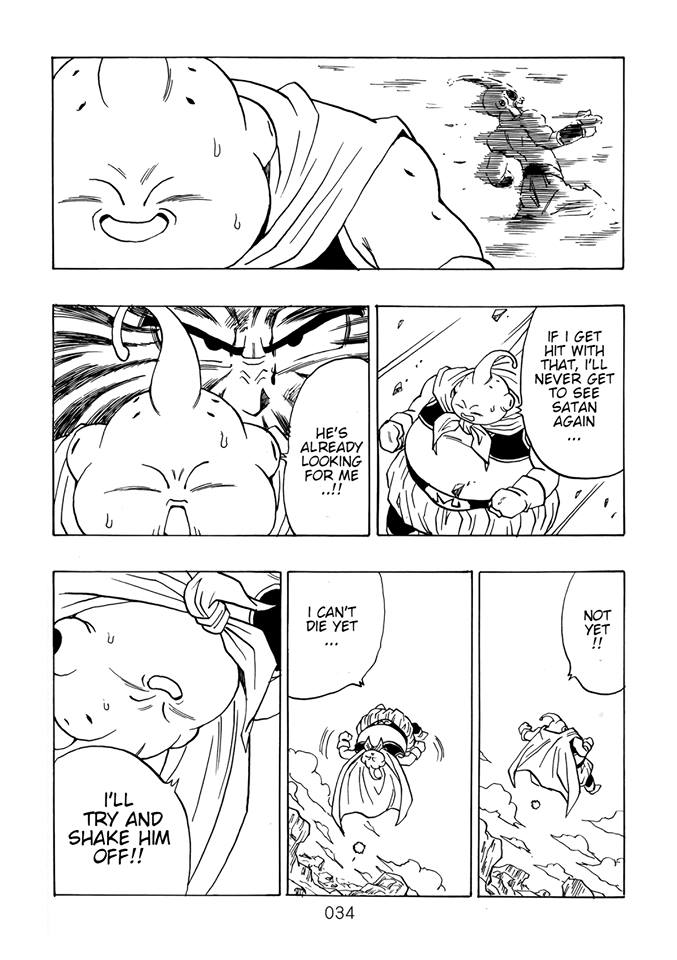 IF I GET
HIT WITH
THAT, I'LL
NEVER GET
TO SEE
SATAN
AGAIN
...
M
HE'S
ALREADY
LOOKING
FOR ME
..!!
NOT
YET
!!
I CAN'T
DIE YET
...
I'LL
TRY AND
SHAKE HIM
OFF!!
034